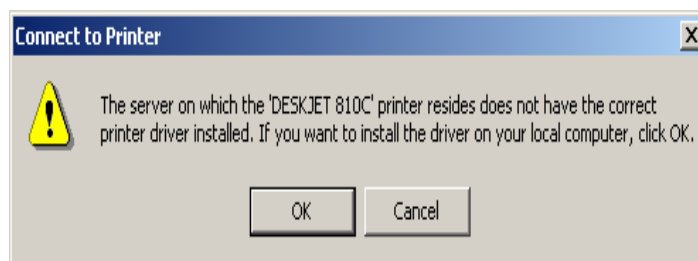 Connect to Printer
X
The server on which the 'DESKJET 810C' printer resides does not have the correct
printer driver installed. If you want to install the driver on your local computer, click OK.
OK Cancel